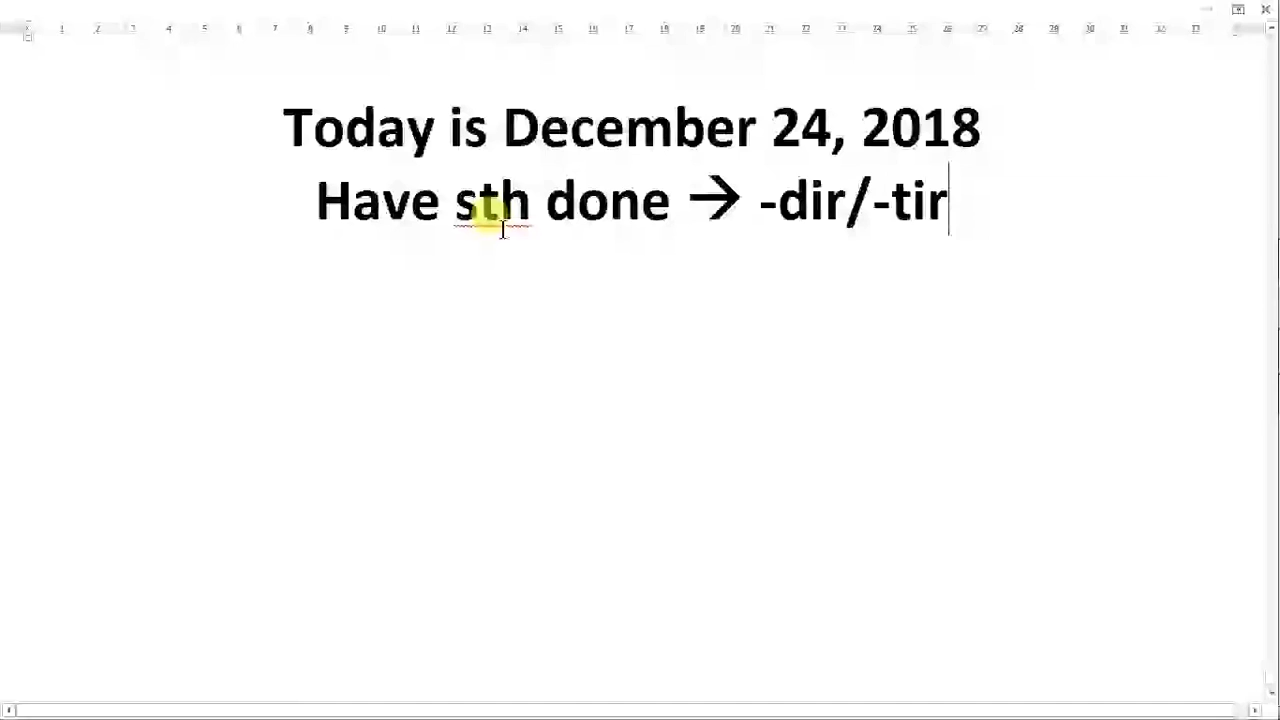 Today is December 24, 2018
Have sth done → -dir/-tir